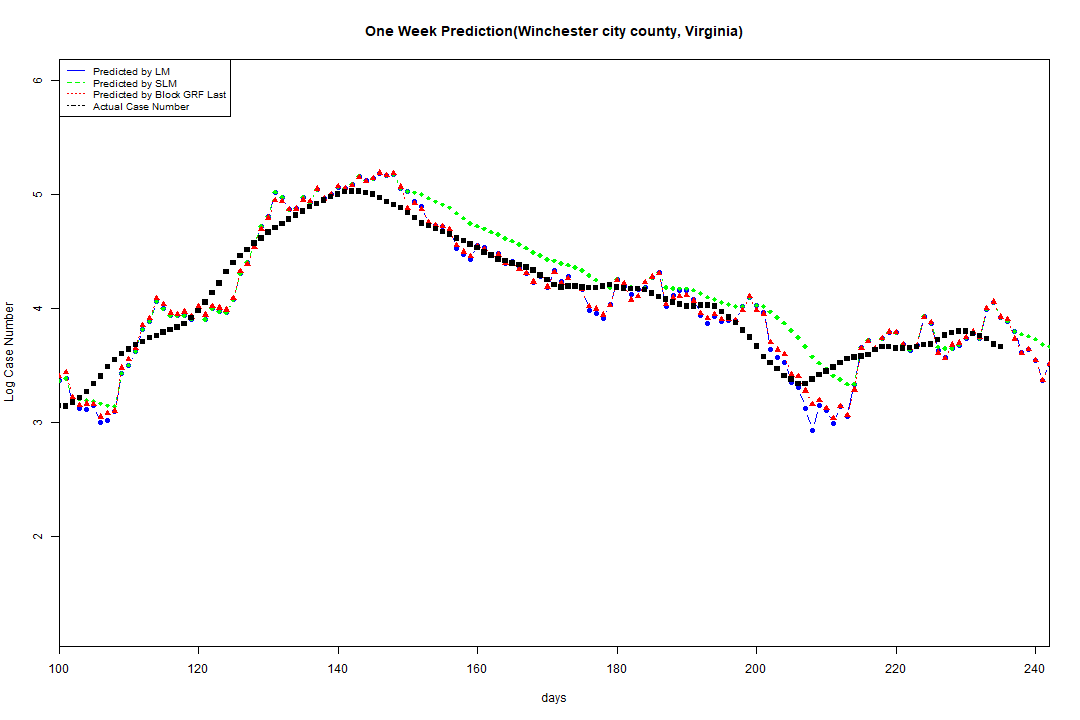 One Week Prediction(Winchester city county, Virginia)
Predicted by LM
Predicted by SLM
Predicted by Block GRF Last
Actual Case Number
6
5
4
3
2
Log Case Number
100 120 140 160 180 200 220 240
days